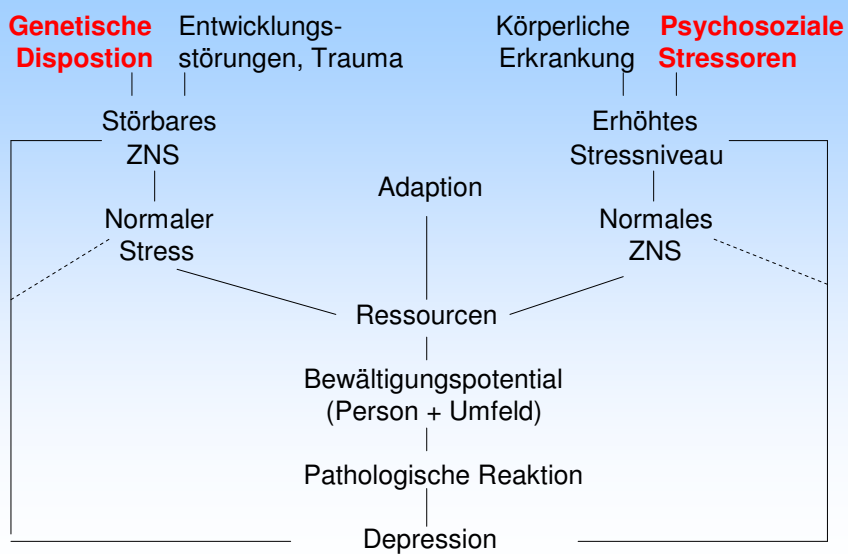 Genetische
Dispostion
Entwicklungs-
störungen, Trauma
Körperliche
Erkrankung
Psychosoziale
Stressoren
Störbares
ZNS
Erhöhtes
Stressniveau
Adaption
Normaler
Stress
Normales
ZNS
Ressourcen
Bewältigungspotential
(Person + Umfeld)
Pathologische Reaktion
Depression